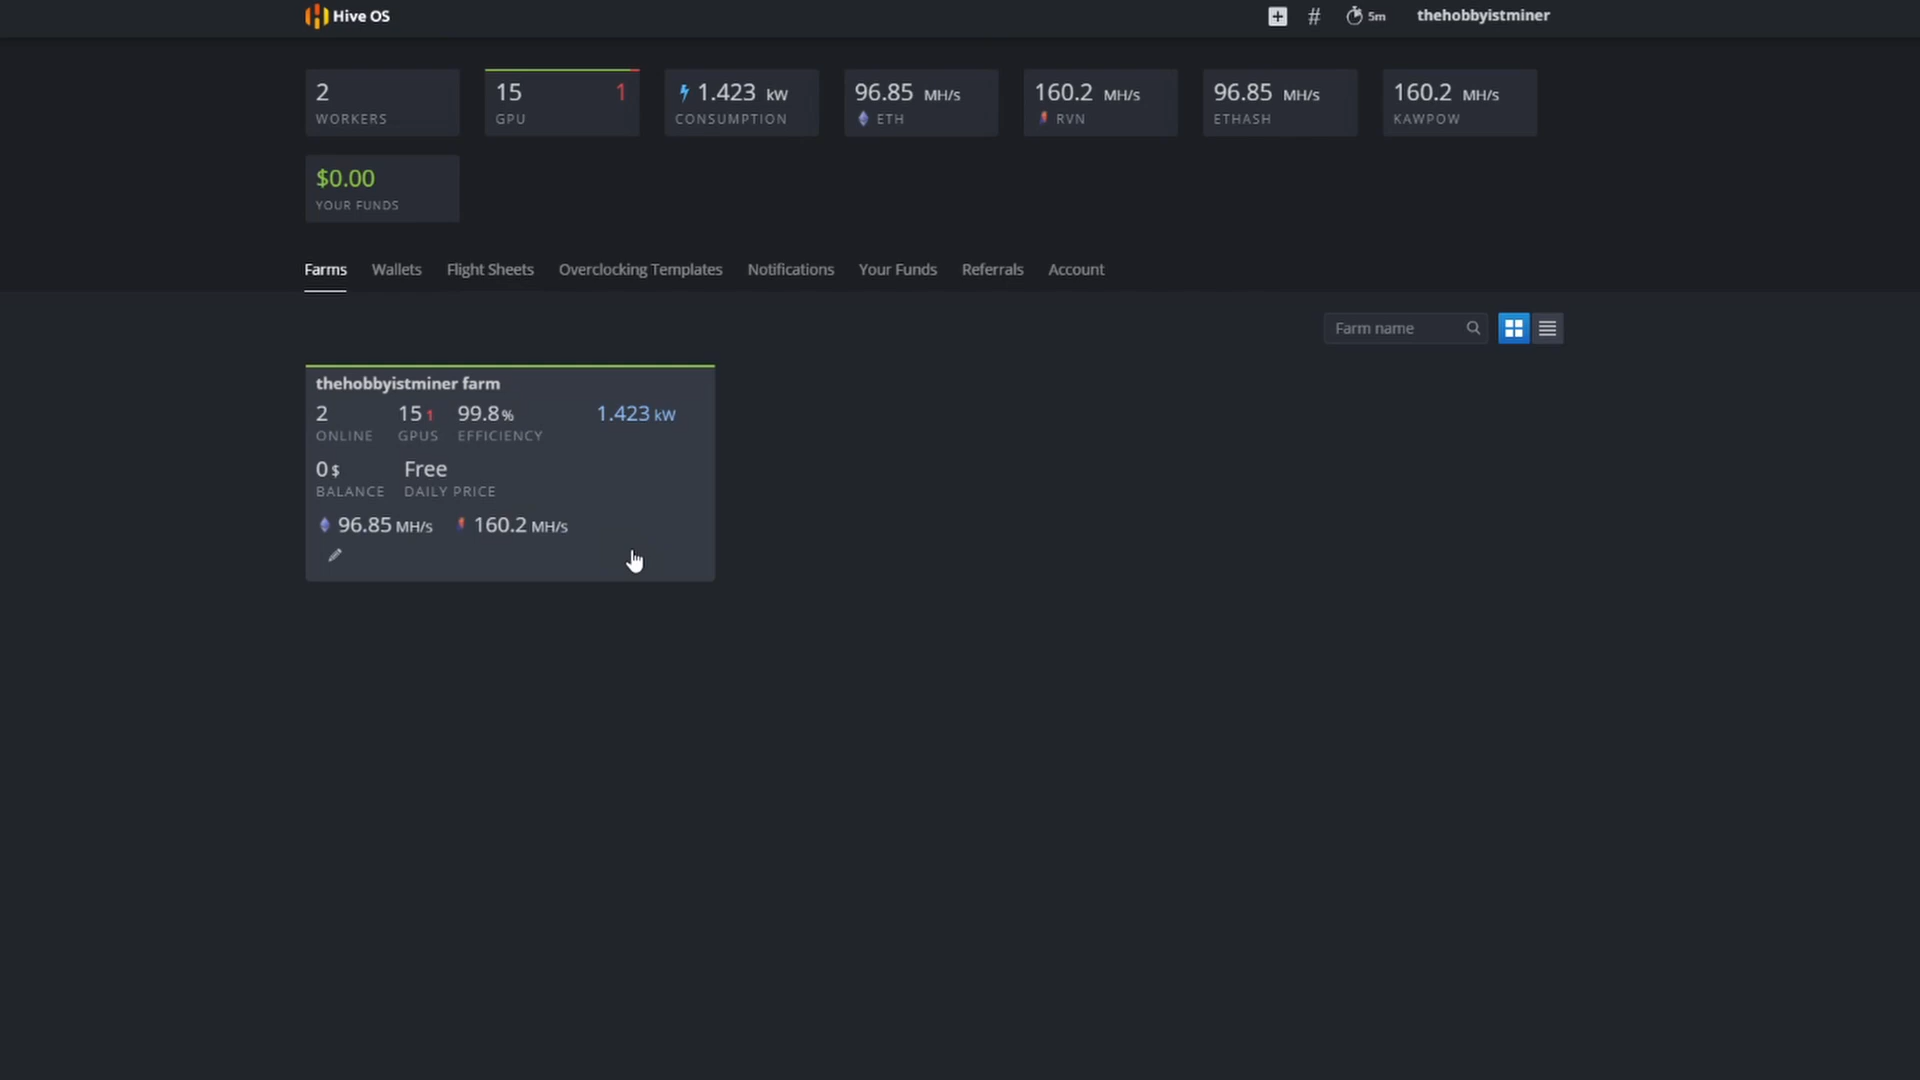 Hive OS
# 5m thehobbyistminer
2 15 1 1.423 kW 96.85 MH/s 160.2 MH/s 96.85 MH/s 160.2 MH/s
WORKERS GPU CONSUMPTION ETH RVN ETHASH KAWPOW
$0.00
YOUR FUNDS
Farms Wallets Flight Sheets Overclocking Templates Notifications Your Funds Referrals Account
Farm name
thehobbyistminer farm
2 15 1 99.8 % 1.423 kW
ONLINE GPUS EFFICIENCY
0 $ Free
BALANCE DAILY PRICE
96.85 MH/s 160.2 MH/s